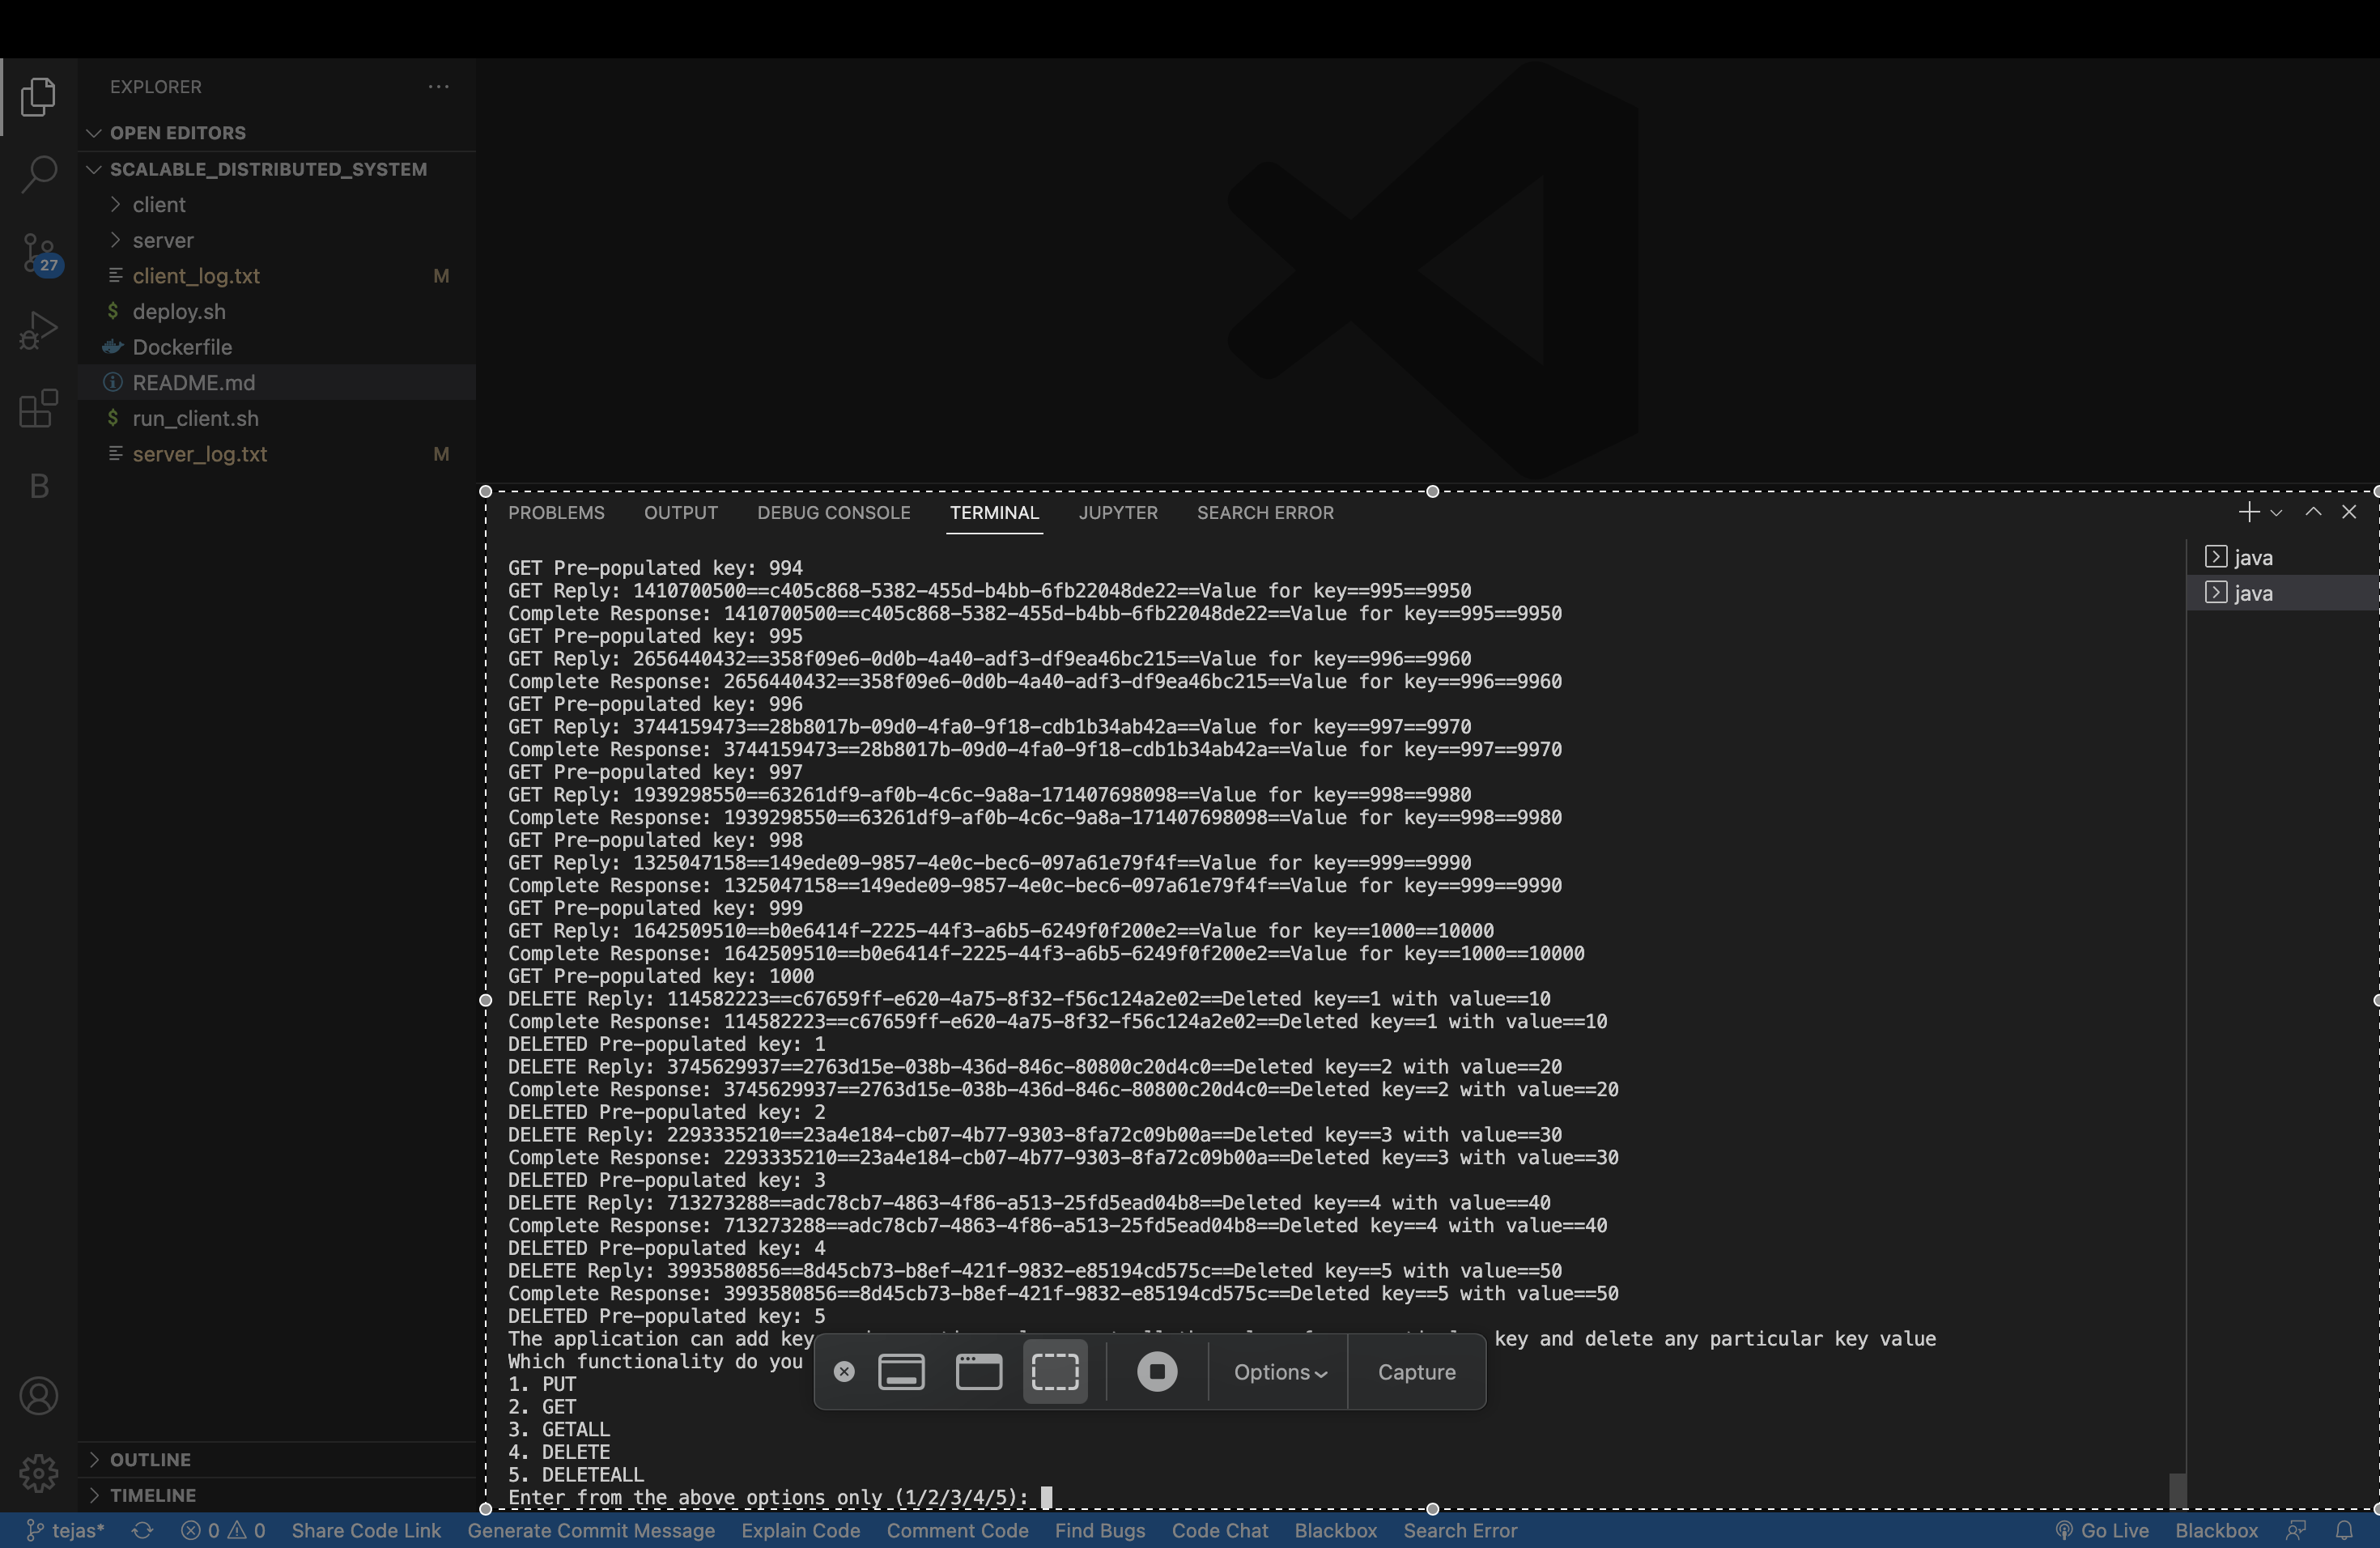 EXPLORER
OPEN EDITORS
SCALABLE_DISTRIBUTED_SYSTEM
client
server
27
client_log.txt M
deploy.sh
Dockerfile
README.md
run_client.sh
server_log.txt M
B
PROBLEMS OUTPUT DEBUG CONSOLE TERMINAL JUPYTER SEARCH ERROR
java
java
GET Pre-populated key: 994
GET Reply: 1410700500==c405c868-5382-455d-b4bb-6fb22048de22==Value for key==995==9950
Complete Response: 1410700500==c405c868-5382-455d-b4bb-6fb22048de22==Value for key==995==9950
GET Pre-populated key: 995
GET Reply: 2656440432==358f09e6-0d0b-4a40-adf3-df9ea46bc215==Value for key==996==9960
Complete Response: 2656440432==358f09e6-0d0b-4a40-adf3-df9ea46bc215==Value for key==996==9960
GET Pre-populated key: 996
GET Reply: 3744159473==28b8017b-09d0-4fa0-9f18-cdb1b34ab42a==Value for key==997==9970
Complete Response: 3744159473==28b8017b-09d0-4fa0-9f18-cdb1b34ab42a==Value for key==997==9970
GET Pre-populated key: 997
GET Reply: 1939298550==63261df9-af0b-4c6c-9a8a-171407698098==Value for key==998==9980
Complete Response: 1939298550==63261df9-af0b-4c6c-9a8a-171407698098==Value for key==998==9980
GET Pre-populated key: 998
GET Reply: 1325047158==149ede09-9857-4e0c-bec6-097a61e79f4f==Value for key==999==9990
Complete Response: 1325047158==149ede09-9857-4e0c-bec6-097a61e79f4f==Value for key==999==9990
GET Pre-populated key: 999
GET Reply: 1642509510==b0e6414f-2225-44f3-a6b5-6249f0f200e2==Value for key==1000==10000
Complete Response: 1642509510==b0e6414f-2225-44f3-a6b5-6249f0f200e2==Value for key==1000==10000
GET Pre-populated key: 1000
DELETE Reply: 114582223==c67659ff-e620-4a75-8f32-f56c124a2e02==Deleted key==1 with value==10
Complete Response: 114582223==c67659ff-e620-4a75-8f32-f56c124a2e02==Deleted key==1 with value==10
DELETED Pre-populated key: 1
DELETE Reply: 3745629937==2763d15e-038b-436d-846c-80800c20d4c0==Deleted key==2 with value==20
Complete Response: 3745629937==2763d15e-038b-436d-846c-80800c20d4c0==Deleted key==2 with value==20
DELETED Pre-populated key: 2
DELETE Reply: 2293335210==23a4e184-cb07-4b77-9303-8fa72c09b00a==Deleted key==3 with value==30
Complete Response: 2293335210==23a4e184-cb07-4b77-9303-8fa72c09b00a==Deleted key==3 with value==30
DELETED Pre-populated key: 3
DELETE Reply: 713273288==adc78cb7-4863-4f86-a513-25fd5ead04b8==Deleted key==4 with value==40
Complete Response: 713273288==adc78cb7-4863-4f86-a513-25fd5ead04b8==Deleted key==4 with value==40
DELETED Pre-populated key: 4
DELETE Reply: 3993580856==8d45cb73-b8ef-421f-9832-e85194cd575c==Deleted key==5 with value==50
Complete Response: 3993580856==8d45cb73-b8ef-421f-9832-e85194cd575c==Deleted key==5 with value==50
DELETED Pre-populated key: 5
The application can add key key and delete any particular key value
Which functionality do you
Options Capture
1. PUT
2. GET
3. GETALL
4. DELETE
5. DELETEALL
Enter from the above options only (1/2/3/4/5):
OUTLINE
TIMELINE
tejas* 0 0 Share Code Link Generate Commit Message Explain Code Comment Code Find Bugs Code Chat Blackbox Search Error Go Live Blackbox